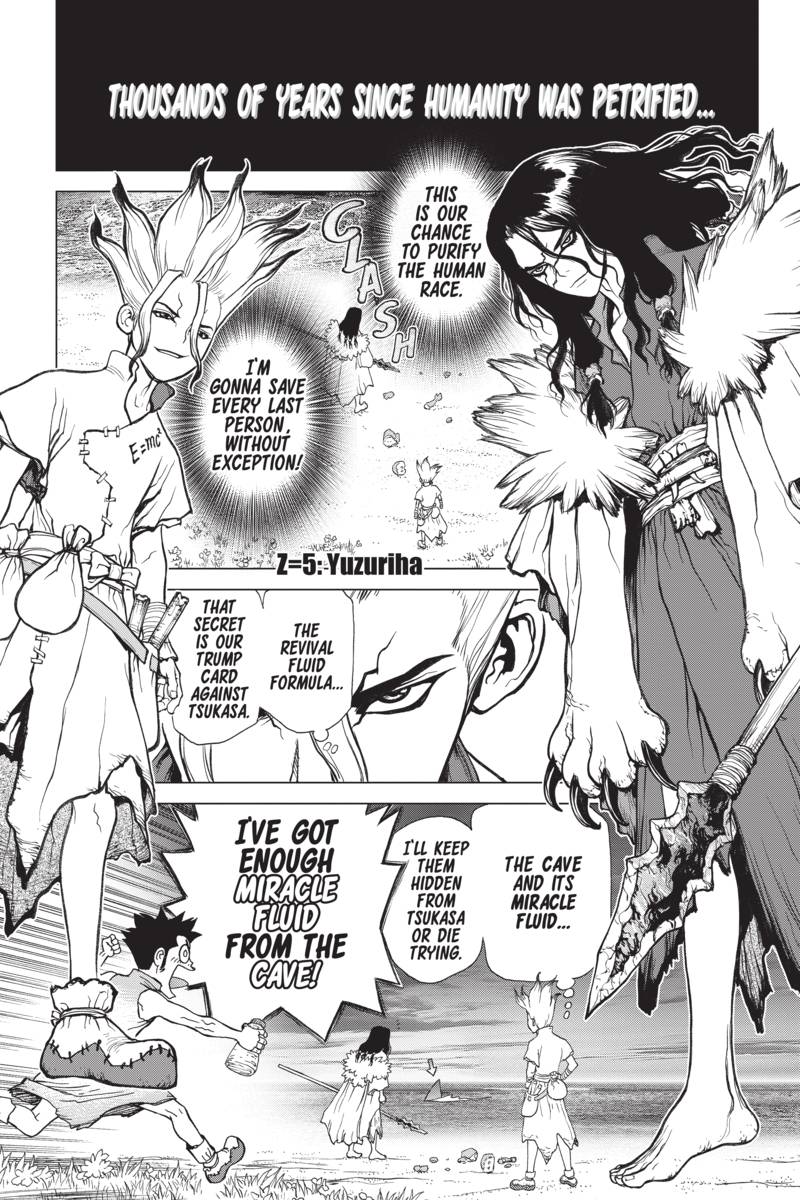 THOUSANDS OF YEARS SINCE HUMANITY WAS PETRIFIED...
THIS
IS OUR
CHANCE
TO PURIFY
THE HUMAN
RACE.
CLASH
I'M
GONNA SAVE
EVERY LAST
PERSON,
WITHOUT
EXCEPTION!
E=mc²
Z=5: Yuzuriha
THE
REVIVAL
FLUID
FORMULA...
THAT
SECRET
IS OUR
TRUMP
CARD
AGAINST
TSUKASA.
THE CAVE
AND ITS
MIRACLE
FLUID...
I'LL KEEP
THEM
HIDDEN
FROM
TSUKASA
OR DIE
TRYING.
I'VE GOT
ENOUGH
MIRACLE
FLUID
FROM THE
CAVE!